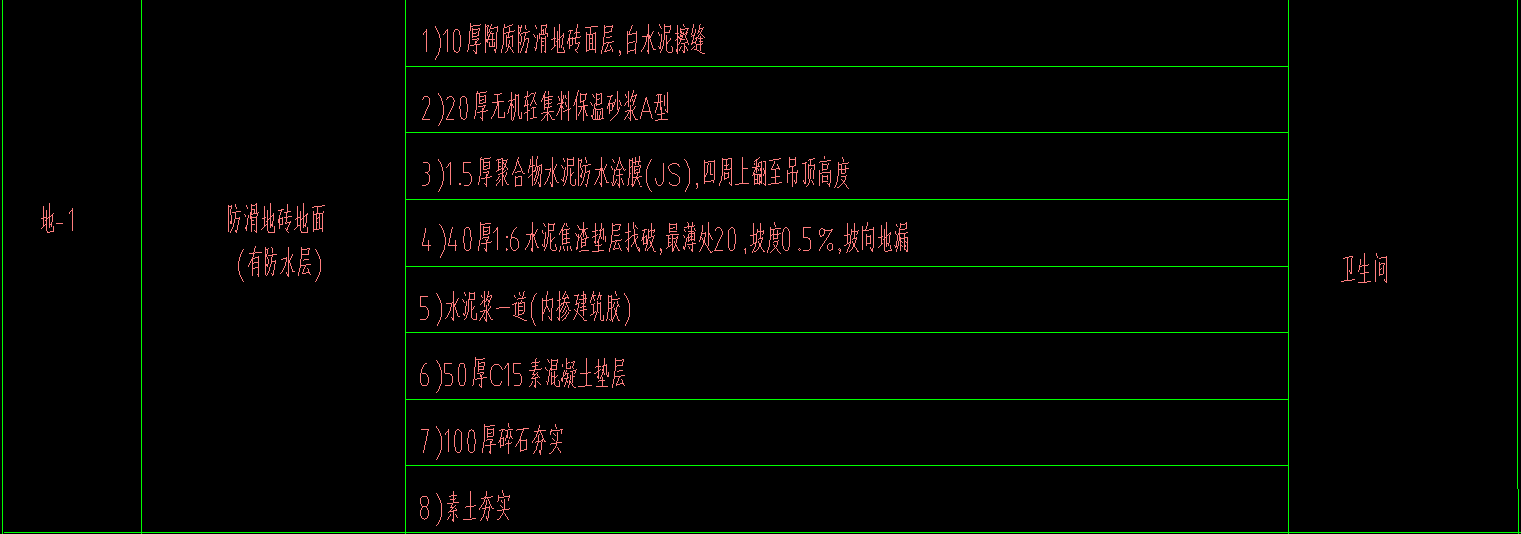 1)10厚陶质防滑地砖面层,白水泥擦缝
2)20厚无机轻集料保温砂浆A型
3)1.5厚聚合物水泥防水涂膜(JS),四周上翻至吊顶高度
地-1
防滑地砖地面
(有防水层)
4)40厚1:6水泥焦渣垫层找破,最薄处20,坡度0.5%,坡向地漏
卫生间
5)水泥浆一道(内掺建筑胶)
6)50厚C15素混凝土垫层
7)100厚碎石夯实
8)素土夯实